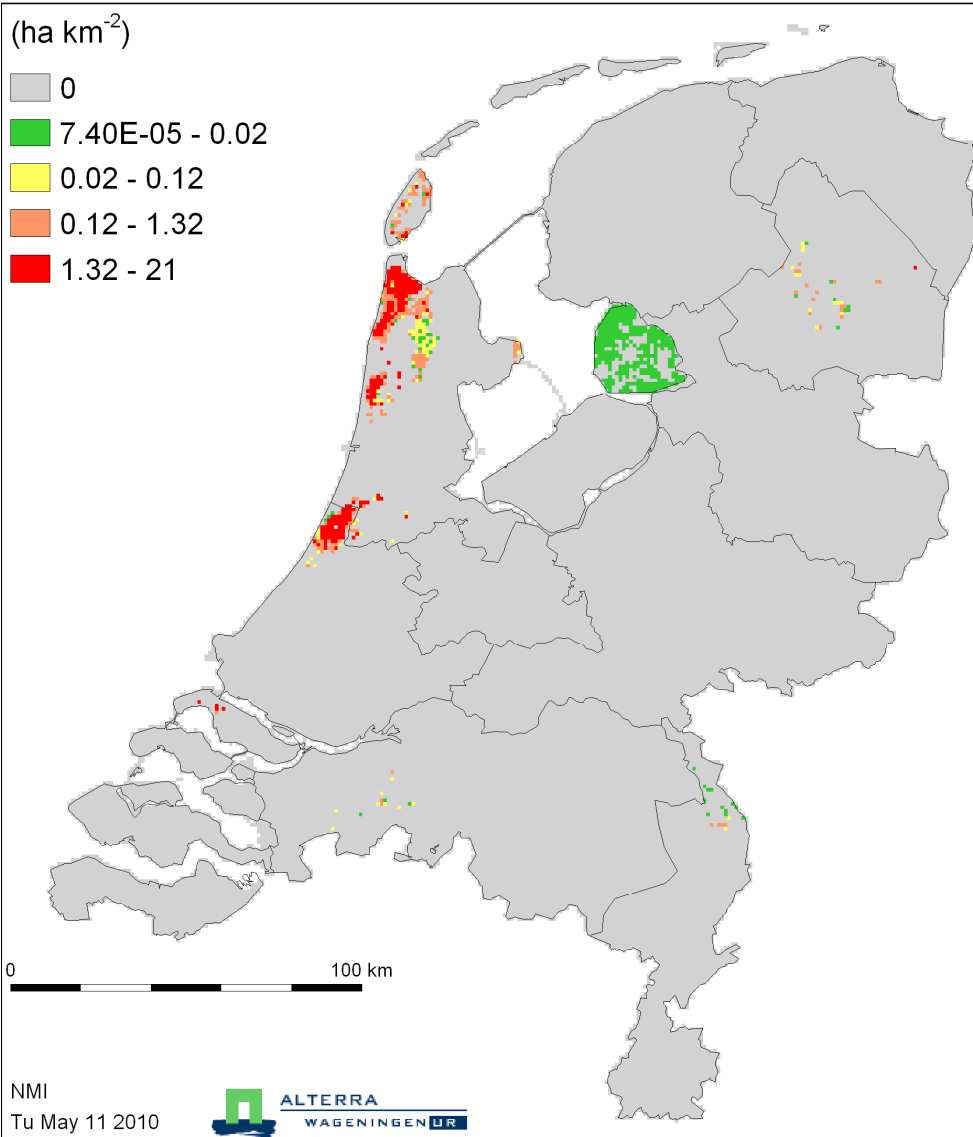 (ha km⁻²)
0
7.40E-05 - 0.02
0.02 - 0.12
0.12 - 1.32
1.32 - 21
0 100 km
NMI
Tu May 11 2010
ALTERRA
WAGENINGEN UR